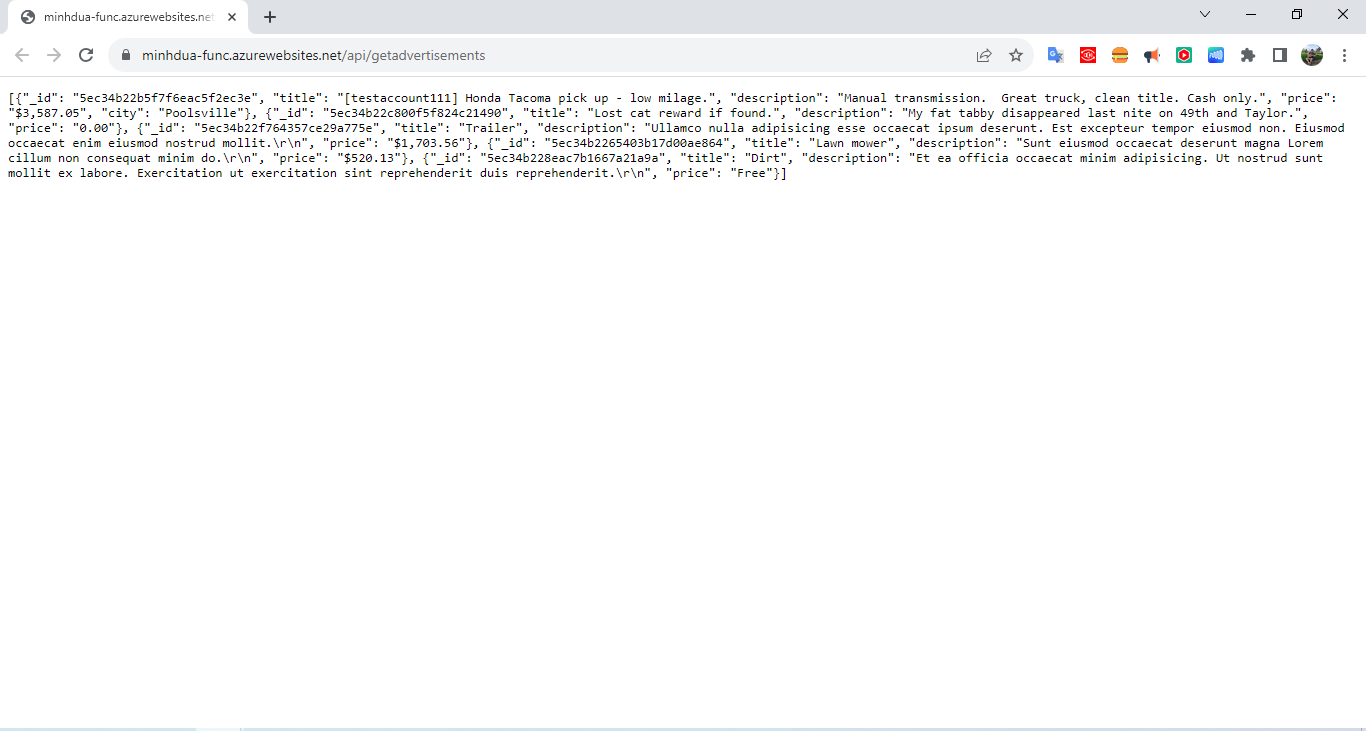 minhdua-func.azurewebsites.net
minhdua-func.azurewebsites.net/api/getadvertisements
[{"_id": "5ec34b22b5f7f6eac5f2ec3e", "title": "[testaccount111] Honda Tacoma pick up - low milage.", "description": "Manual transmission.  Great truck, clean title. Cash only.", "price":
"$3,587.05", "city": "Poolsville"}, {"_id": "5ec34b22c800f5f824c21490", "title": "Lost cat reward if found.", "description": "My fat tabby disappeared last nite on 49th and Taylor.",
"price": "0.00"}, {"_id": "5ec34b22f764357ce29a775e", "title": "Trailer", "description": "Ullamco nulla adipisicing esse occaecat ipsum deserunt. Est excepteur tempor eiusmod non. Eiusmod
occaecat enim eiusmod nostrud mollit.\r\n", "price": "$1,703.56"}, {"_id": "5ec34b2265403b17d00ae864", "title": "Lawn mower", "description": "Sunt eiusmod occaecat deserunt magna Lorem
cillum non consequat minim do.\r\n", "price": "$520.13"}, {"_id": "5ec34b228eac7b1667a21a9a", "title": "Dirt", "description": "Et ea officia occaecat minim adipisicing. Ut nostrud sunt
mollit ex labore. Exercitation ut exercitation sint reprehenderit duis reprehenderit.\r\n", "price": "Free"}]